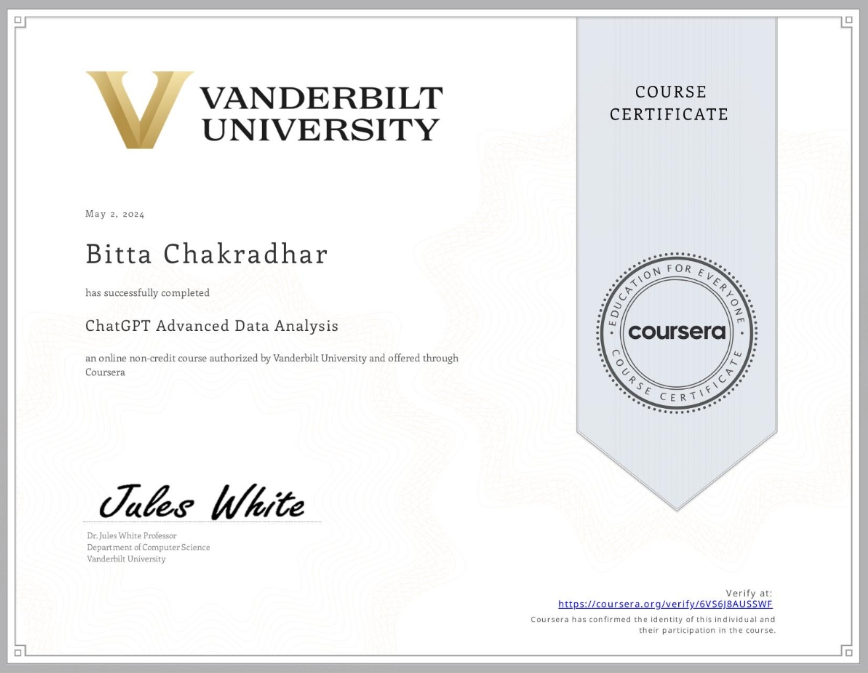 VANDERBILT
UNIVERSITY
COURSE
CERTIFICATE
May 2, 2024
Bitta Chakradhar
has successfully completed
ChatGPT Advanced Data Analysis
an online non-credit course authorized by Vanderbilt University and offered through
Coursera
EDUCATION FOR EVERYONE
coursera
COURSE CERTIFICATE
Jules White
Dr. Jules White Professor
Department of Computer Science
Vanderbilt University
Verify at:
https://coursera.org/verify/6VS6J8AUSSWF
Coursera has confirmed the identity of this individual and
their participation in the course.